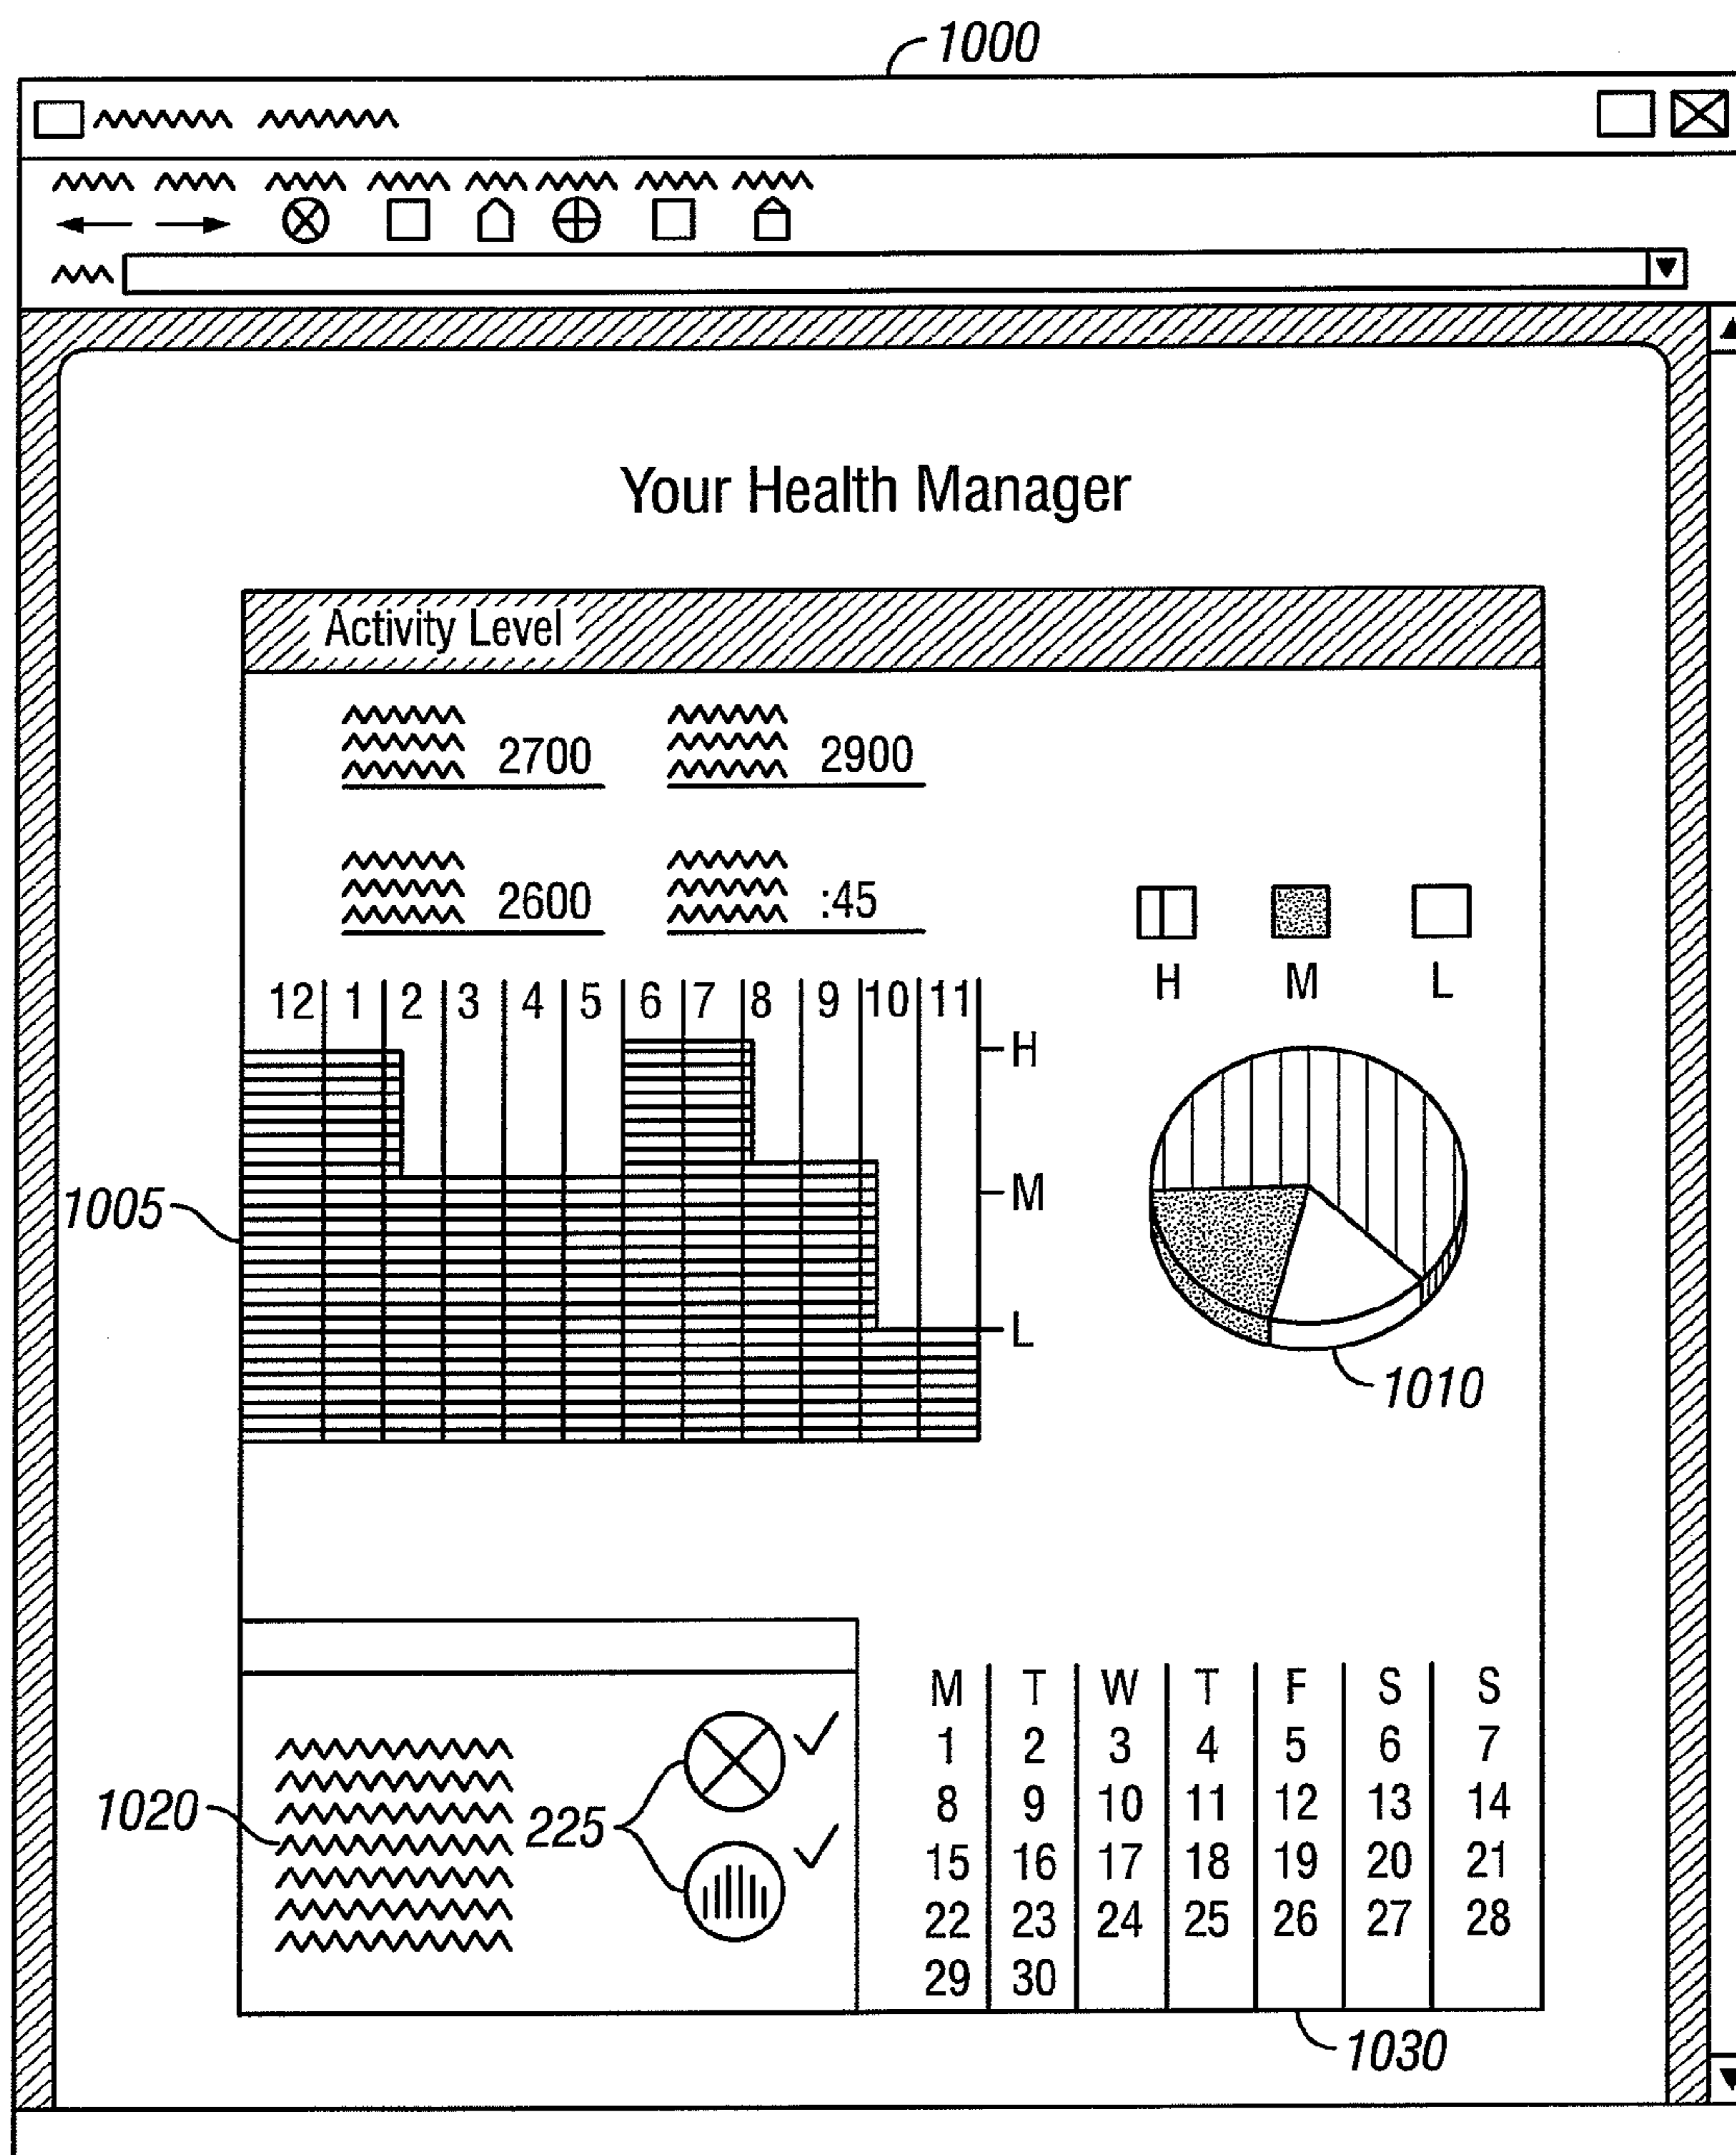 1000
Your Health Manager
Activity Level
2700 2900
2600 :45
H M L
12 1 2 3 4 5 6 7 8 9 10 11
H
M
L
1005
1010
M T W T F S S
1 2 3 4 5 6 7
8 9 10 11 12 13 14
15 16 17 18 19 20 21
22 23 24 25 26 27 28
29 30
1020
225
1030